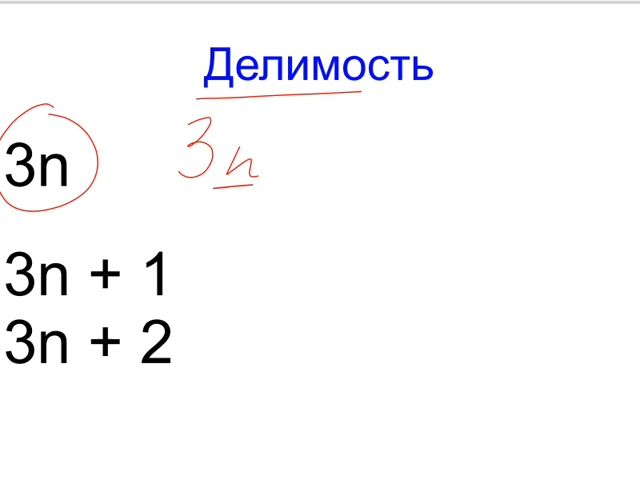 Делимость
3n 3n
3n + 1
3n + 2